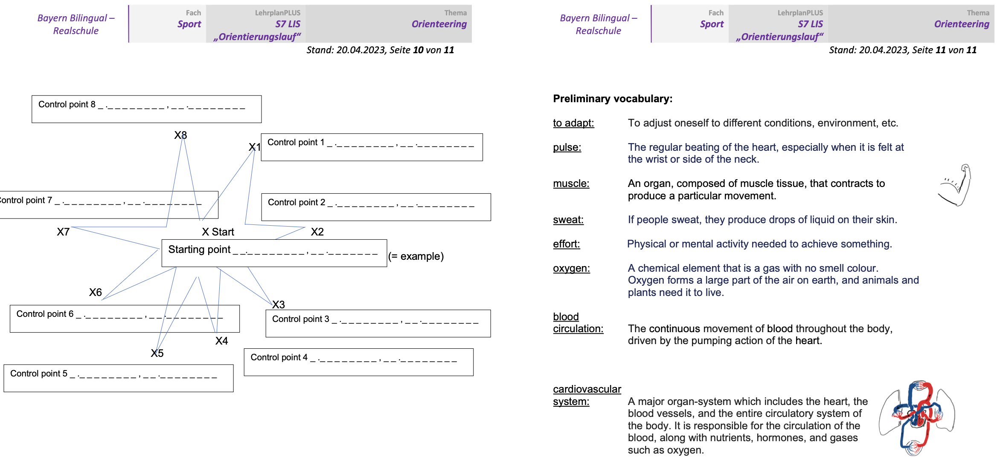 Bayern Bilingual –
Realschule
Fach
Sport
LehrplanPLUS
S7 LIS
„Orientierungslauf“
Thema
Orienteering
Stand: 20.04.2023, Seite 10 von 11
Control point 8 _ ._ _ _ _ _ _ _ _ , _ _ ._ _ _ _ _ _ _ _
X8
X1
Control point 1 _ ._ _ _ _ _ _ _ _ , _ _ ._ _ _ _ _ _ _ _
Control point 7 _ ._ _ _ _ _ _ _ _ , _ _ ._ _ _ _ _ _ _ _
Control point 2 _ ._ _ _ _ _ _ _ _ , _ _ ._ _ _ _ _ _ _ _
X7
X Start
X2
Starting point _ _._ _ _ _ _ _ _ _ , _ _ ._ _ _ _ _ _ _
(= example)
X6
X3
Control point 6 _ ._ _ _ _ _ _ _ _ , _ _ ._ _ _ _ _ _ _ _
Control point 3 _ ._ _ _ _ _ _ _ _ , _ _ ._ _ _ _ _ _ _ _
X4
X5
Control point 4 _ ._ _ _ _ _ _ _ _ , _ _ ._ _ _ _ _ _ _ _
Control point 5 _ ._ _ _ _ _ _ _ _ , _ _ ._ _ _ _ _ _ _ _
Bayern Bilingual –
Realschule
Fach
Sport
LehrplanPLUS
S7 LIS
„Orientierungslauf“
Thema
Orienteering
Stand: 20.04.2023, Seite 11 von 11
Preliminary vocabulary:
to adapt: To adjust oneself to different conditions, environment, etc.
pulse: The regular beating of the heart, especially when it is felt at
the wrist or side of the neck.
muscle: An organ, composed of muscle tissue, that contracts to
produce a particular movement.
sweat: If people sweat, they produce drops of liquid on their skin.
effort: Physical or mental activity needed to achieve something.
oxygen: A chemical element that is a gas with no smell colour.
Oxygen forms a large part of the air on earth, and animals and
plants need it to live.
blood
circulation: The continuous movement of blood throughout the body,
driven by the pumping action of the heart.
cardiovascular
system: A major organ-system which includes the heart, the
blood vessels, and the entire circulatory system of
the body. It is responsible for the circulation of the
blood, along with nutrients, hormones, and gases
such as oxygen.